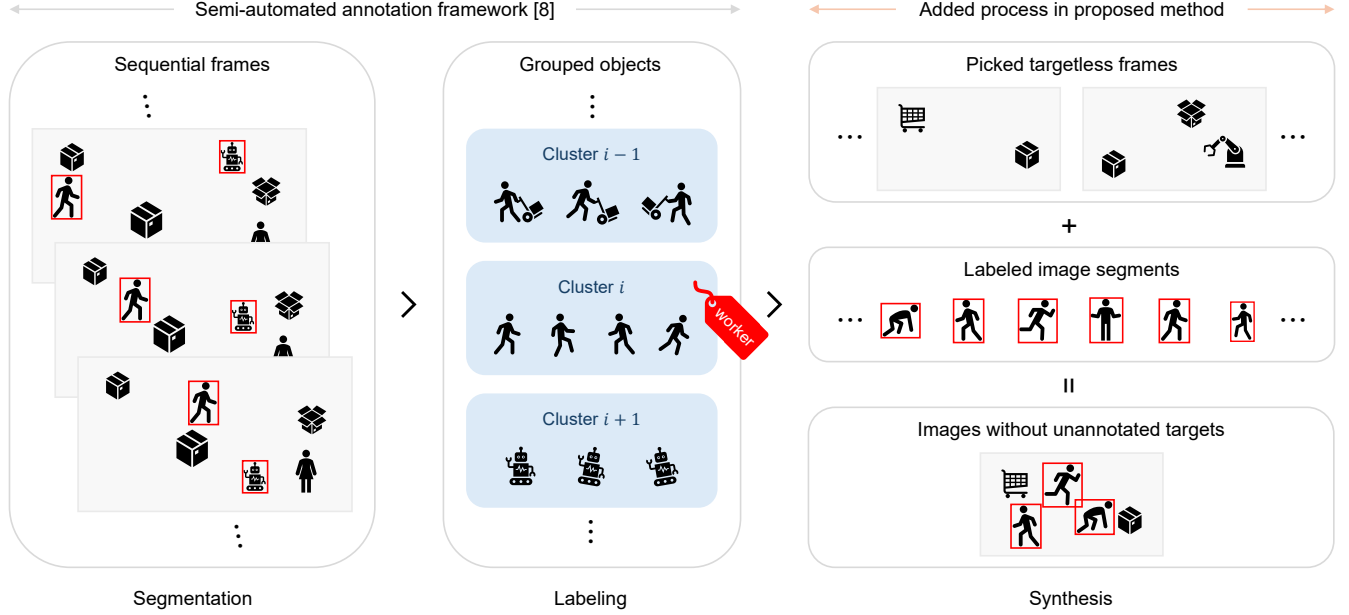 Semi-automated annotation framework [8]
Added process in proposed method
Sequential frames
Grouped objects
Cluster i − 1
Cluster i
worker
Cluster i + 1
Picked targetless frames
+
Labeled image segments
=
Images without unannotated targets
Segmentation
Labeling
Synthesis